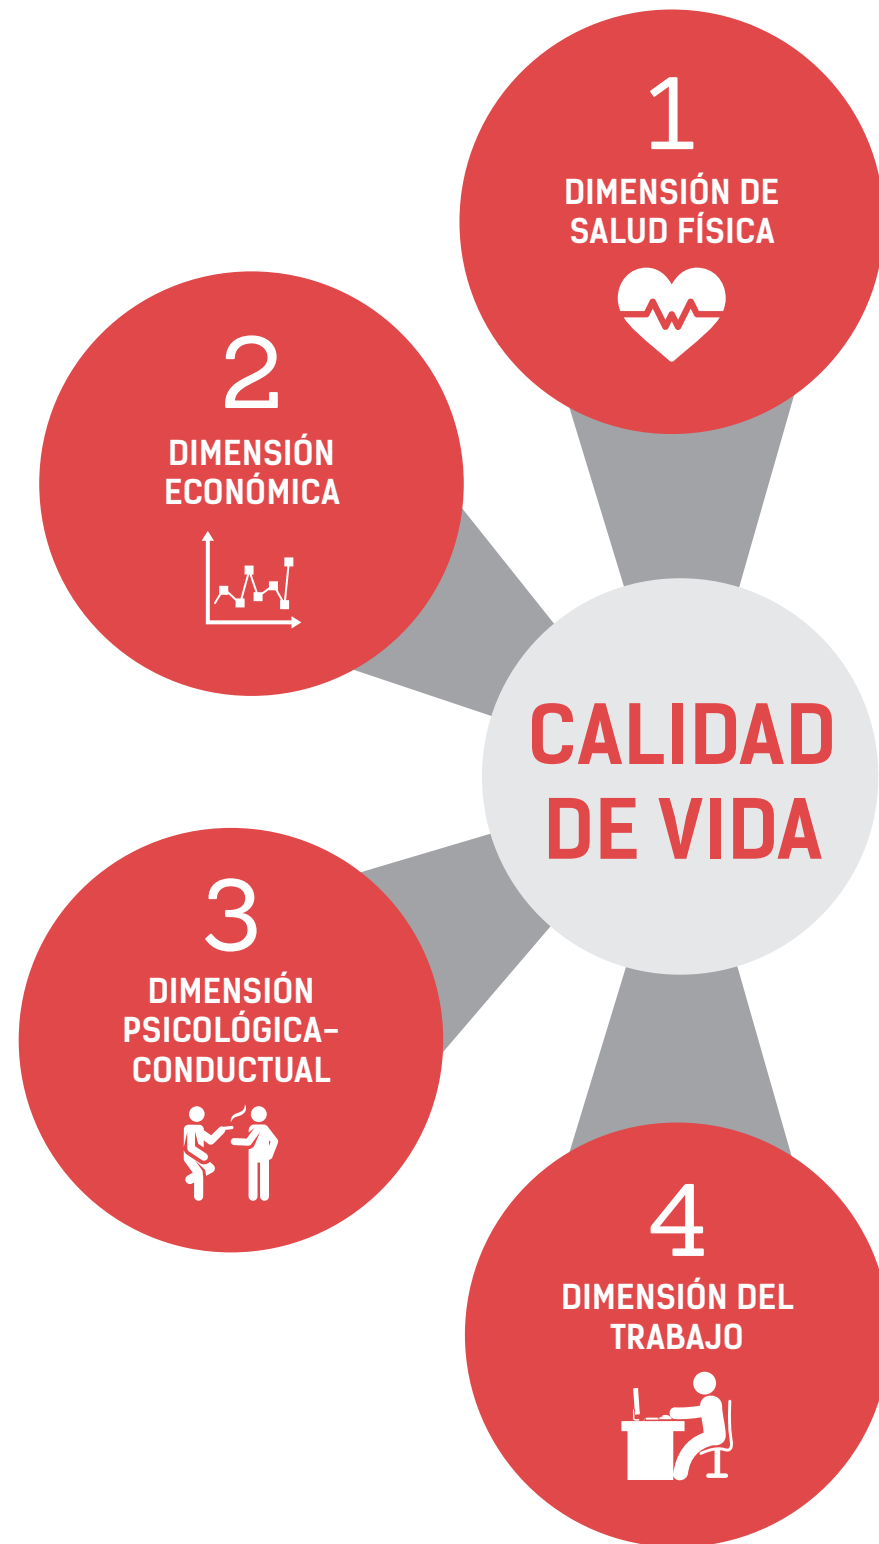 1
DIMENSIÓN DE
SALUD FÍSICA
2
DIMENSIÓN
ECONÓMICA
CALIDAD
DE VIDA
3
DIMENSIÓN
PSICOLÓGICA-
CONDUCTUAL
4
DIMENSIÓN DEL
TRABAJO